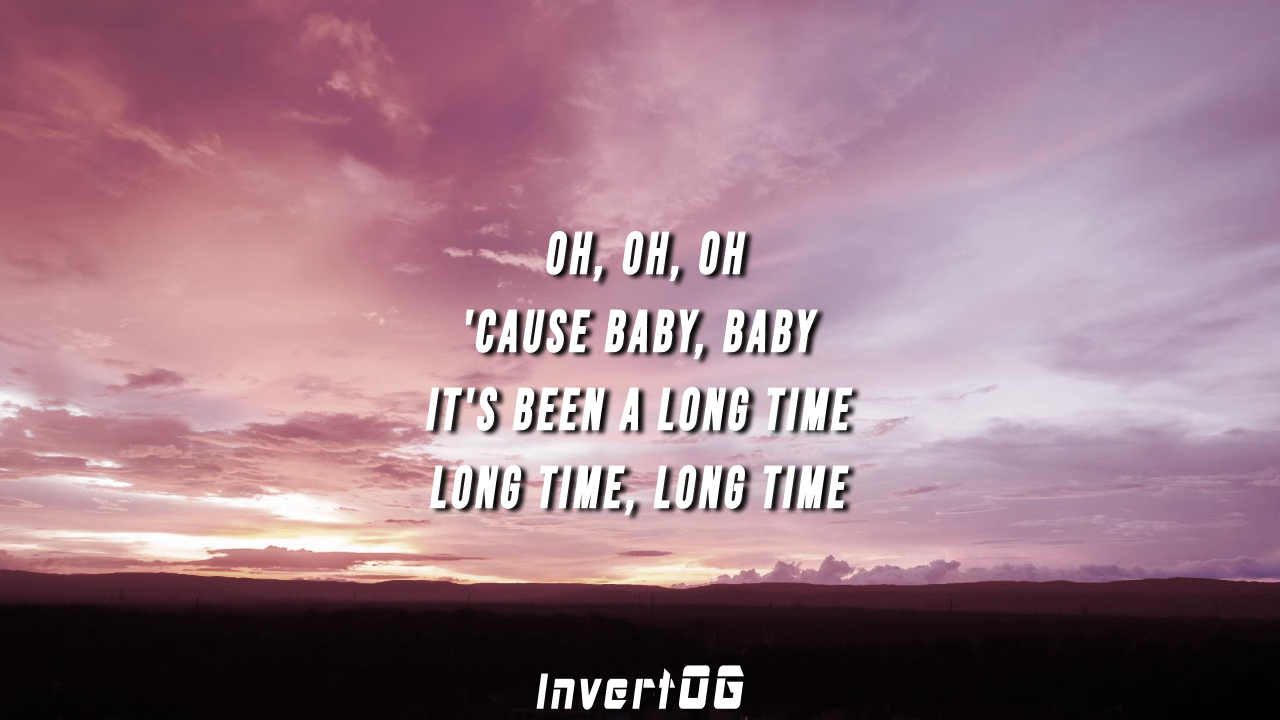 OH, OH, OH
'CAUSE BABY, BABY
IT'S BEEN A LONG TIME
LONG TIME, LONG TIME
InvertOG